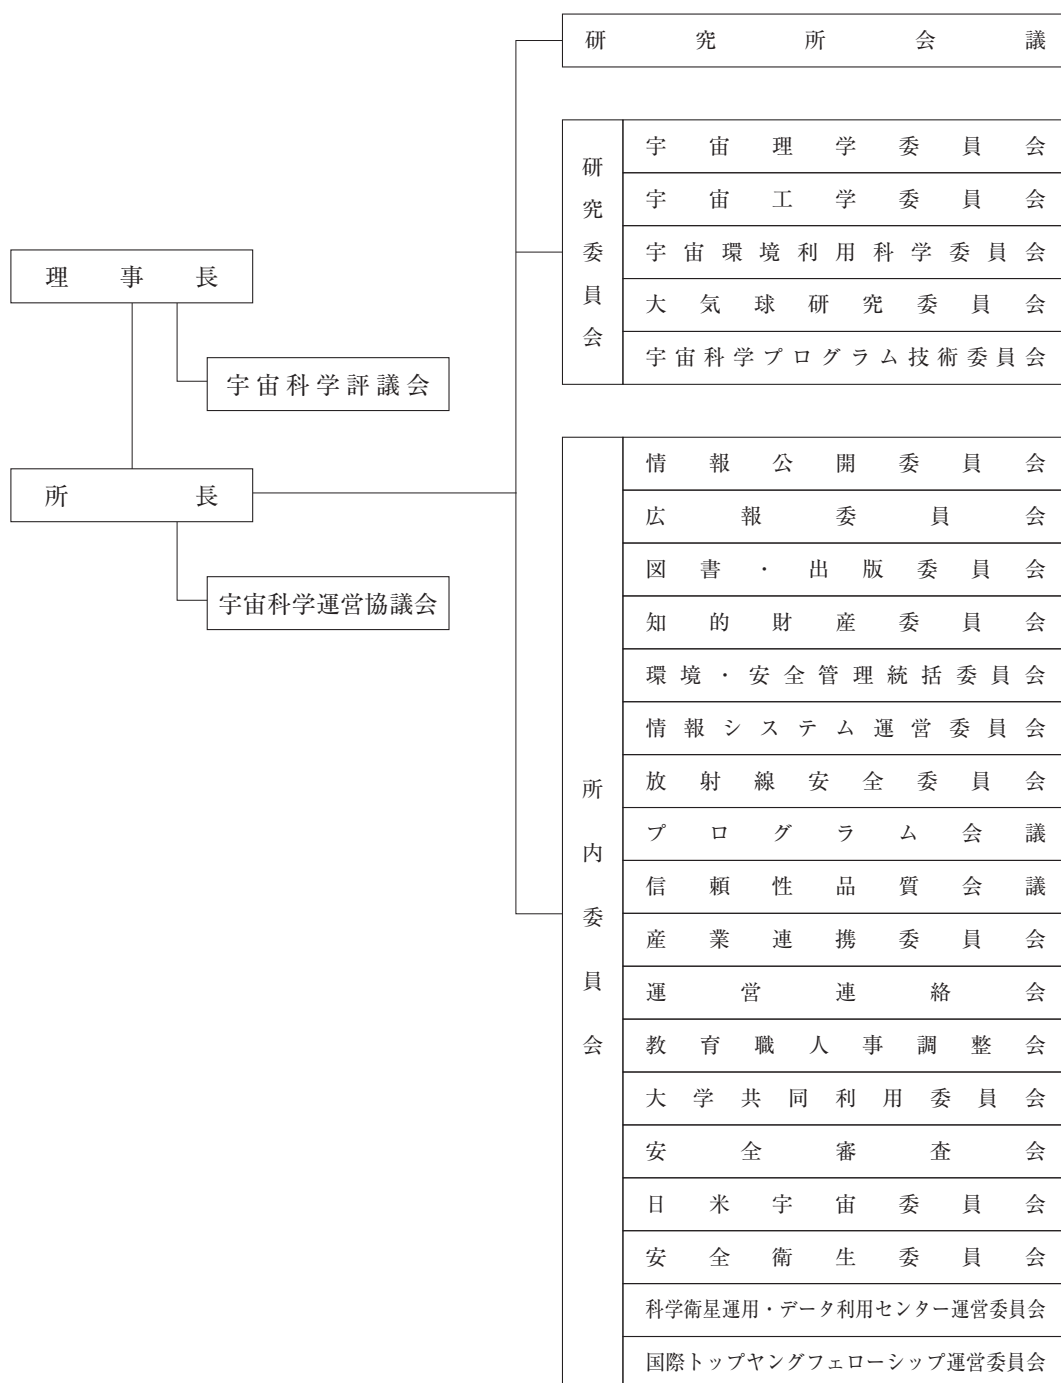 研究所会議
研究委員会
宇宙理学委員会
宇宙工学委員会
宇宙環境利用科学委員会
大気球研究委員会
宇宙科学プログラム技術委員会
理事長
宇宙科学評議会
所長
宇宙科学運営協議会
所内委員会
情報公開委員会
広報委員会
図書・出版委員会
知的財産委員会
環境・安全管理統括委員会
情報システム運営委員会
放射線安全委員会
プログラム会議
信頼性品質会議
産業連携委員会
運営連絡会
教育職人事調整会
大学共同利用委員会
安全審査会
日米宇宙委員会
安全衛生委員会
科学衛星運用・データ利用センター運営委員会
国際トップヤングフェローシップ運営委員会